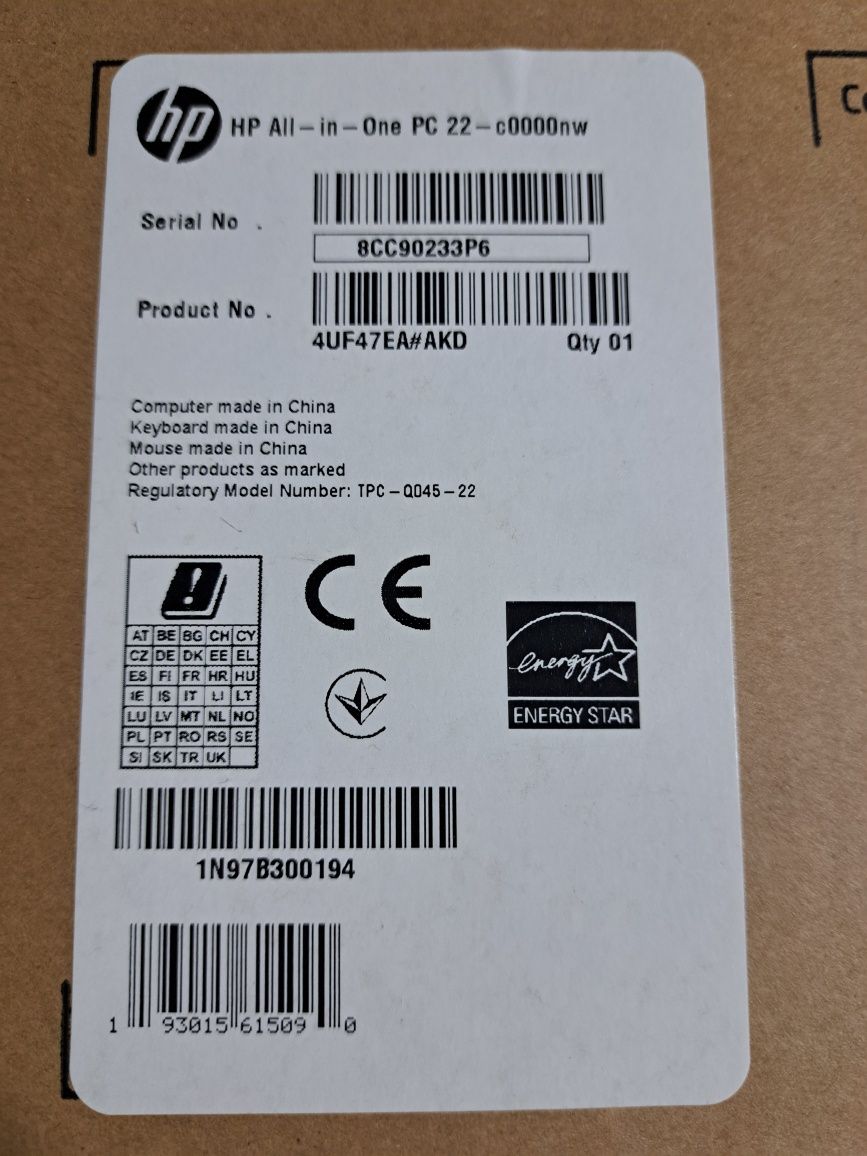 hp HP All-in-One PC 22-c0000nw
Serial No .
8CC90233P6
Product No .
4UF47EA#AKD Qty 01
Computer made in China
Keyboard made in China
Mouse made in China
Other products as marked
Regulatory Model Number: TPC-Q045-22
!
CE
AT BE BG CH CY
CZ DE DK EE EL
ES FI FR HR HU
IE IS IT LI LT
LU LV MT NL NO
PL PT RO RS SE
SI SK TR UK
energy
ENERGY STAR
1N97B300194
1 93015 61509 0